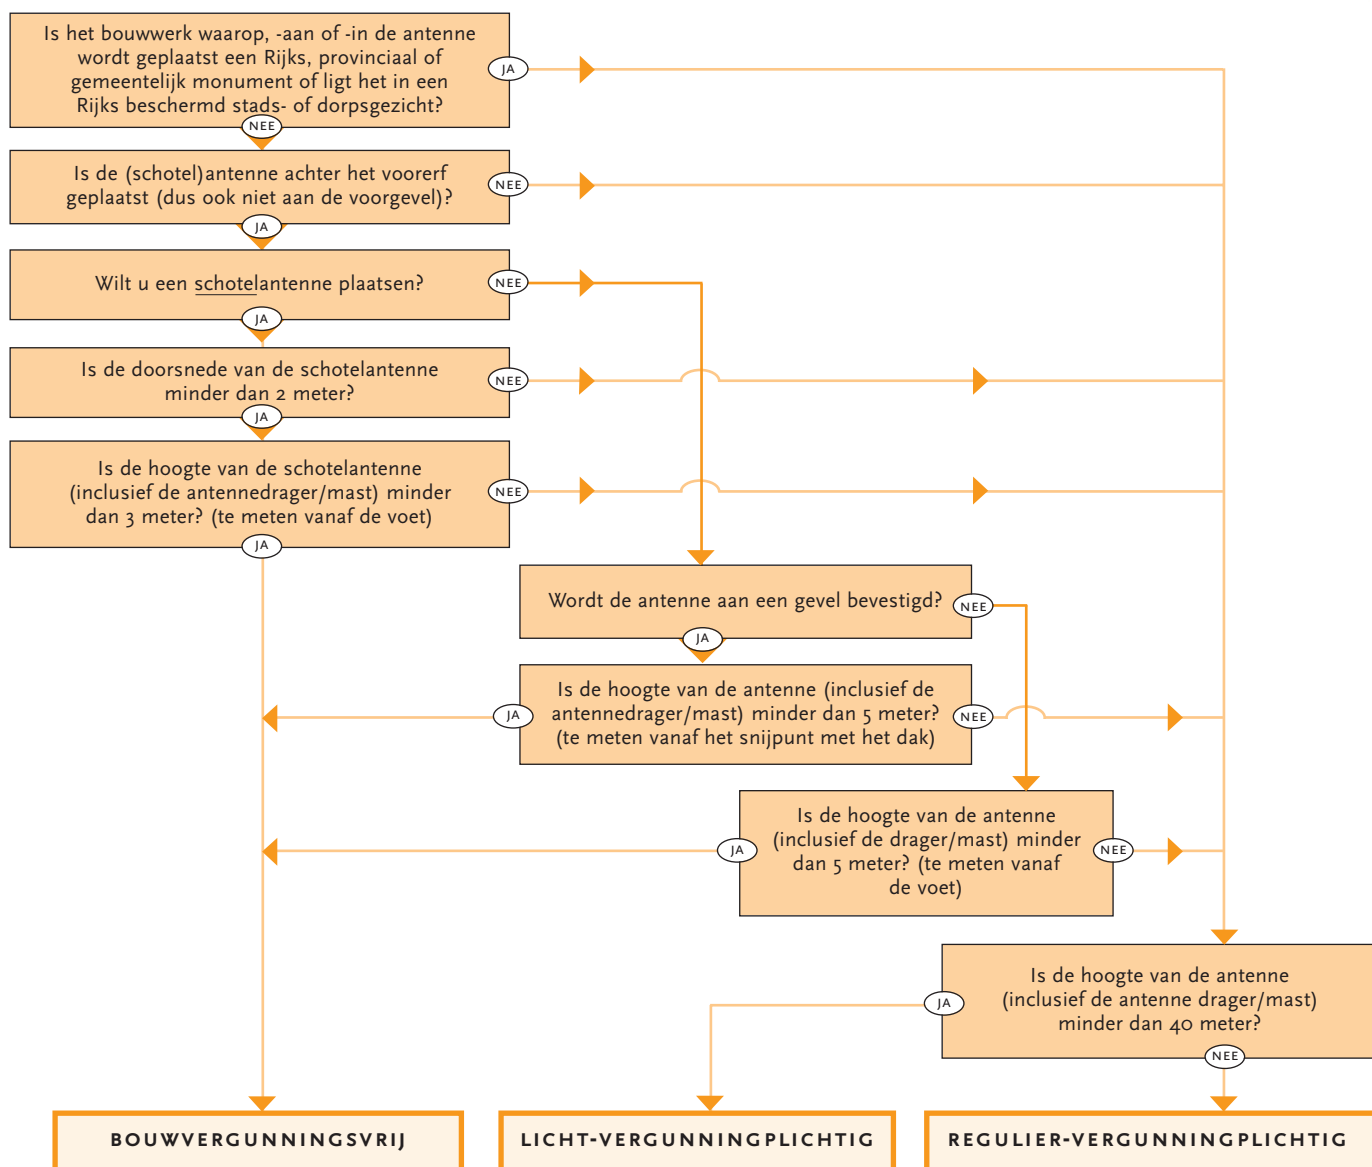 Is het bouwwerk waarop, -aan of -in de antenne
wordt geplaatst een Rijks, provinciaal of
gemeentelijk monument of ligt het in een
Rijks beschermd stads- of dorpsgezicht?
JA
NEE
Is de (schotel)antenne achter het voorerf
geplaatst (dus ook niet aan de voorgevel)?
NEE
JA
Wilt u een schotelantenne plaatsen?
NEE
JA
Is de doorsnede van de schotelantenne
minder dan 2 meter?
NEE
JA
Is de hoogte van de schotelantenne
(inclusief de antennedrager/mast) minder
dan 3 meter? (te meten vanaf de voet)
NEE
JA
Wordt de antenne aan een gevel bevestigd?
NEE
JA
Is de hoogte van de antenne (inclusief de
antennedrager/mast) minder dan 5 meter?
(te meten vanaf het snijpunt met het dak)
JA
NEE
Is de hoogte van de antenne
(inclusief de drager/mast) minder
dan 5 meter? (te meten vanaf
de voet)
JA
NEE
Is de hoogte van de antenne
(inclusief de antenne drager/mast)
minder dan 40 meter?
JA
NEE
BOUWVERGUNNINGSVRIJ
LICHT-VERGUNNINGPLICHTIG
REGULIER-VERGUNNINGPLICHTIG